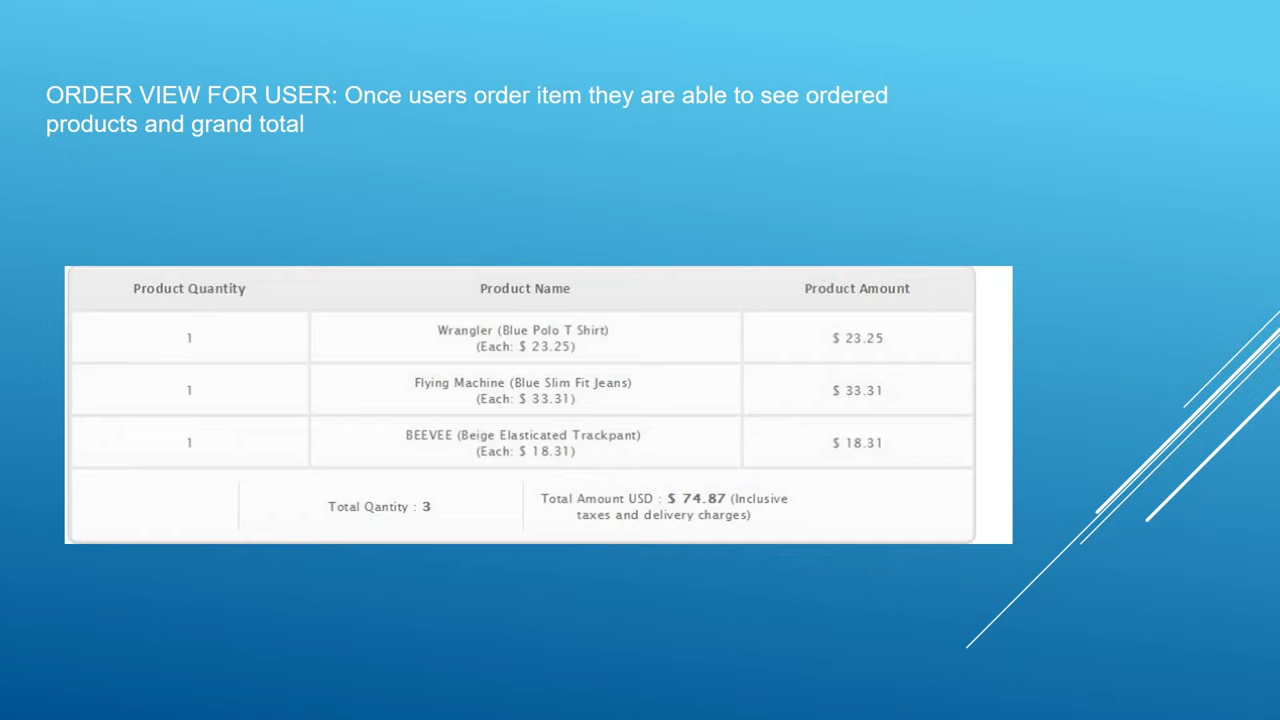 ORDER VIEW FOR USER: Once users order item they are able to see ordered
products and grand total
Product Quantity Product Name Product Amount
1 Wrangler (Blue Polo T Shirt) $ 23.25
(Each: $ 23.25)
1 Flying Machine (Blue Slim Fit Jeans) $ 33.31
(Each: $ 33.31)
1 BEEVEE (Beige Elasticated Trackpant) $ 18.31
(Each: $ 18.31)
Total Qantity : 3 Total Amount USD : $ 74.87 (Inclusive
taxes and delivery charges)